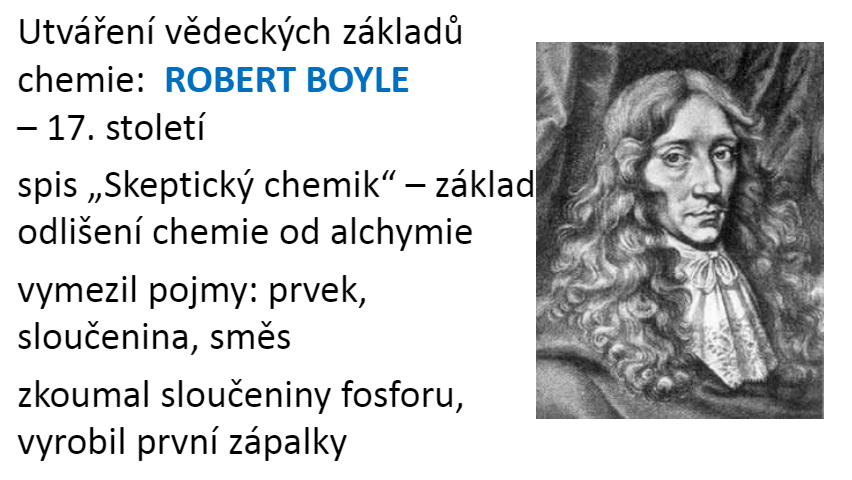 Utváření vědeckých základů
chemie: ROBERT BOYLE
– 17. století
spis „Skeptický chemik“ – základ
odlišení chemie od alchymie
vymezil pojmy: prvek,
sloučenina, směs
zkoumal sloučeniny fosforu,
vyrobil první zápalky